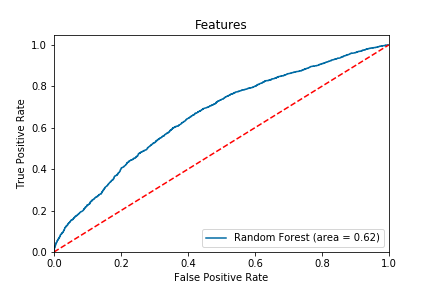 Features
True Positive Rate
1.0
0.8
0.6
0.4
0.2
0.0
Random Forest (area = 0.62)
0.0 0.2 0.4 0.6 0.8 1.0
False Positive Rate